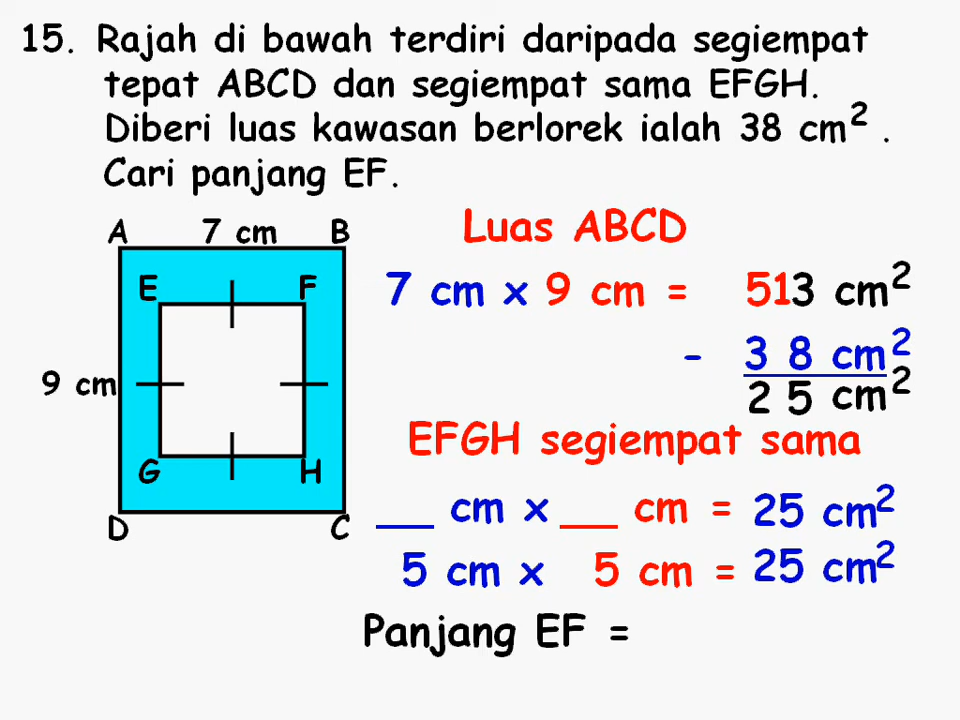 15. Rajah di bawah terdiri daripada segiempat
tepat ABCD dan segiempat sama EFGH.
Diberi luas kawasan berlorek ialah 38 cm².
Cari panjang EF.
A 7 cm B
Luas ABCD
E F
7 cm x 9 cm = 513 cm²
- 3 8 cm²
9 cm
2 5 cm²
EFGH segiempat sama
G H
D C
__ cm x __ cm = 25 cm²
5 cm x 5 cm = 25 cm²
Panjang EF =